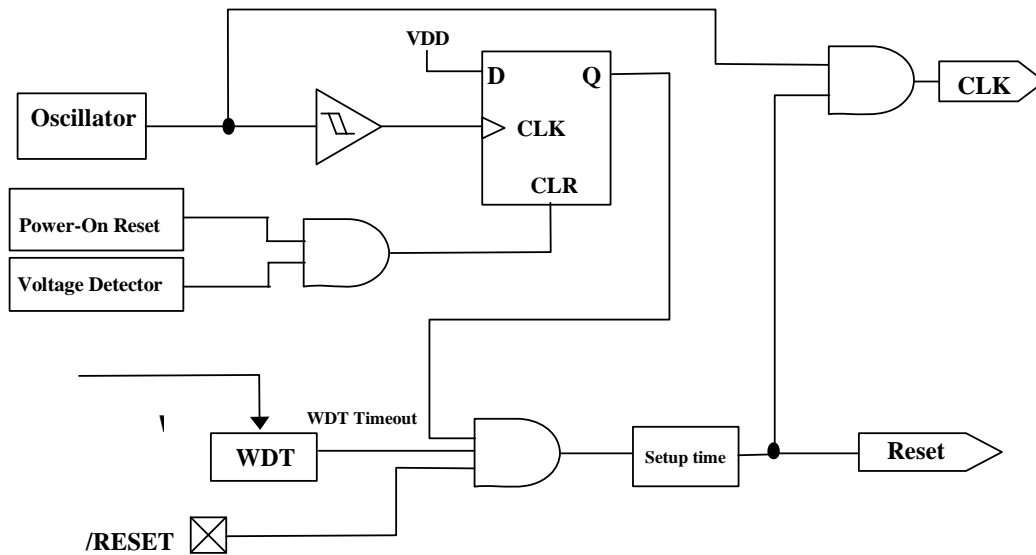 VDD
D Q
CLK
Oscillator
CLK
CLR
Power-On Reset
Voltage Detector
WDT Timeout
WDT
Setup time
Reset
/RESET